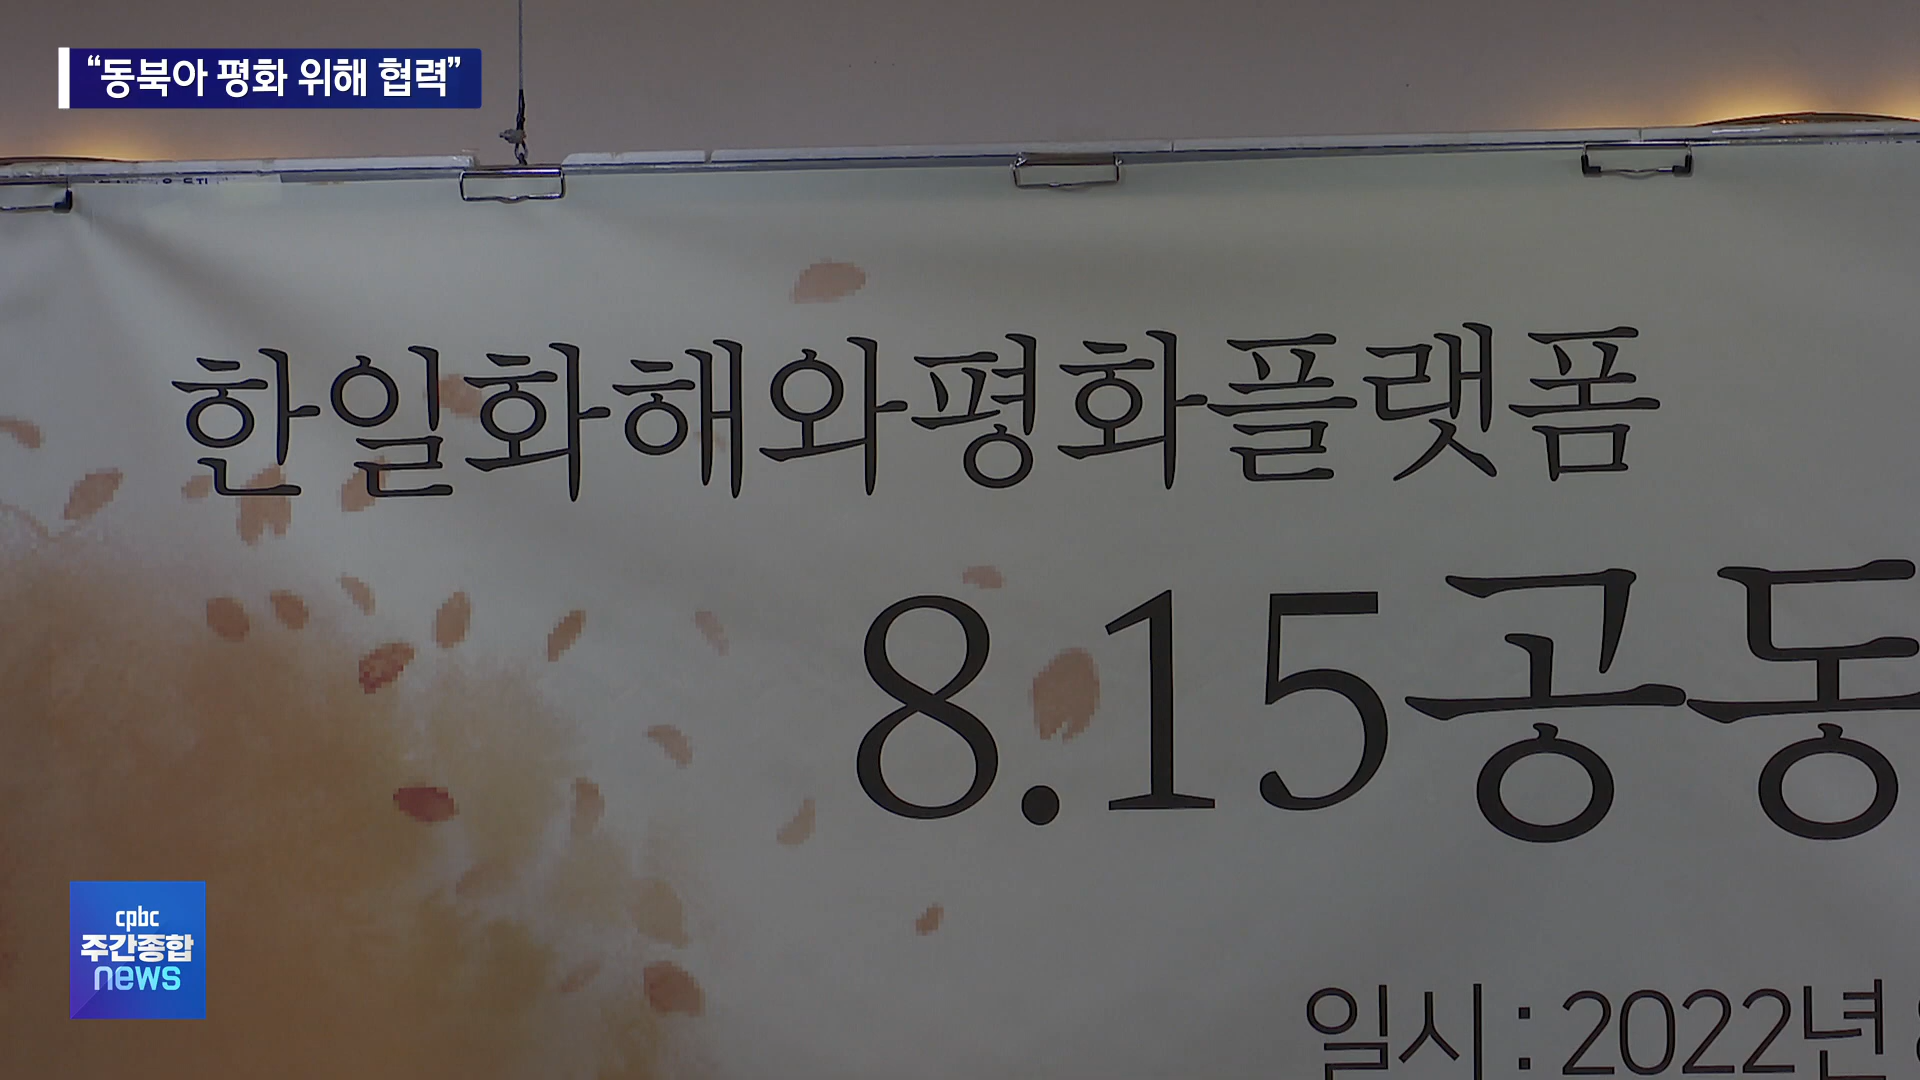 “동북아 평화 위해 협력”
한일화해와평화플랫폼
8.15공동
일시 : 2022년
cpbc
주간종합
news